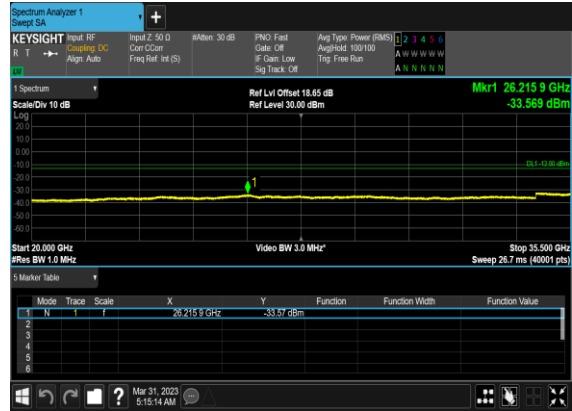 Spectrum Analyzer 1
Swept SA
+
KEYSIGHT Input: RF Input Z: 50 Ω #Atten: 30 dB PNO: Fast Avg Type: Power (RMS) 1 2 3 4 5 6
R T Coupling: DC Corr CCorr Gate: Off Avg|Hold: 100/100 A W W W W W
Align: Auto Freq Ref: Int (S) IF Gain: Low Trig: Free Run
Sig Track: Off A N N N N N
1 Spectrum Ref Lvl Offset 18.65 dB Mkr1 26.215 9 GHz
Scale/Div 10 dB Ref Level 30.00 dBm -33.569 dBm
Log
20.0
10.0
0.00
-10.0 DL1 -13.00 dBm
-20.0
-30.0 1
-40.0
-50.0
-60.0
Start 20.000 GHz Video BW 3.0 MHz* Stop 35.500 GHz
#Res BW 1.0 MHz Sweep 26.7 ms (40001 pts)
5 Marker Table
Mode Trace Scale X Y Function Function Width Function Value
1 N 1 f 26.215 9 GHz -33.57 dBm
2
3
4
5
6
? Mar 31, 2023
5:15:14 AM